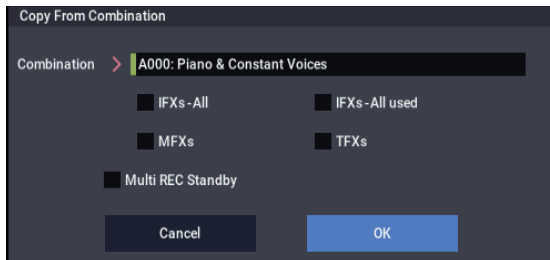 Copy From Combination
Combination > A000: Piano & Constant Voices
IFXs-All IFXs-All used
MFXs TFXs
Multi REC Standby
Cancel OK